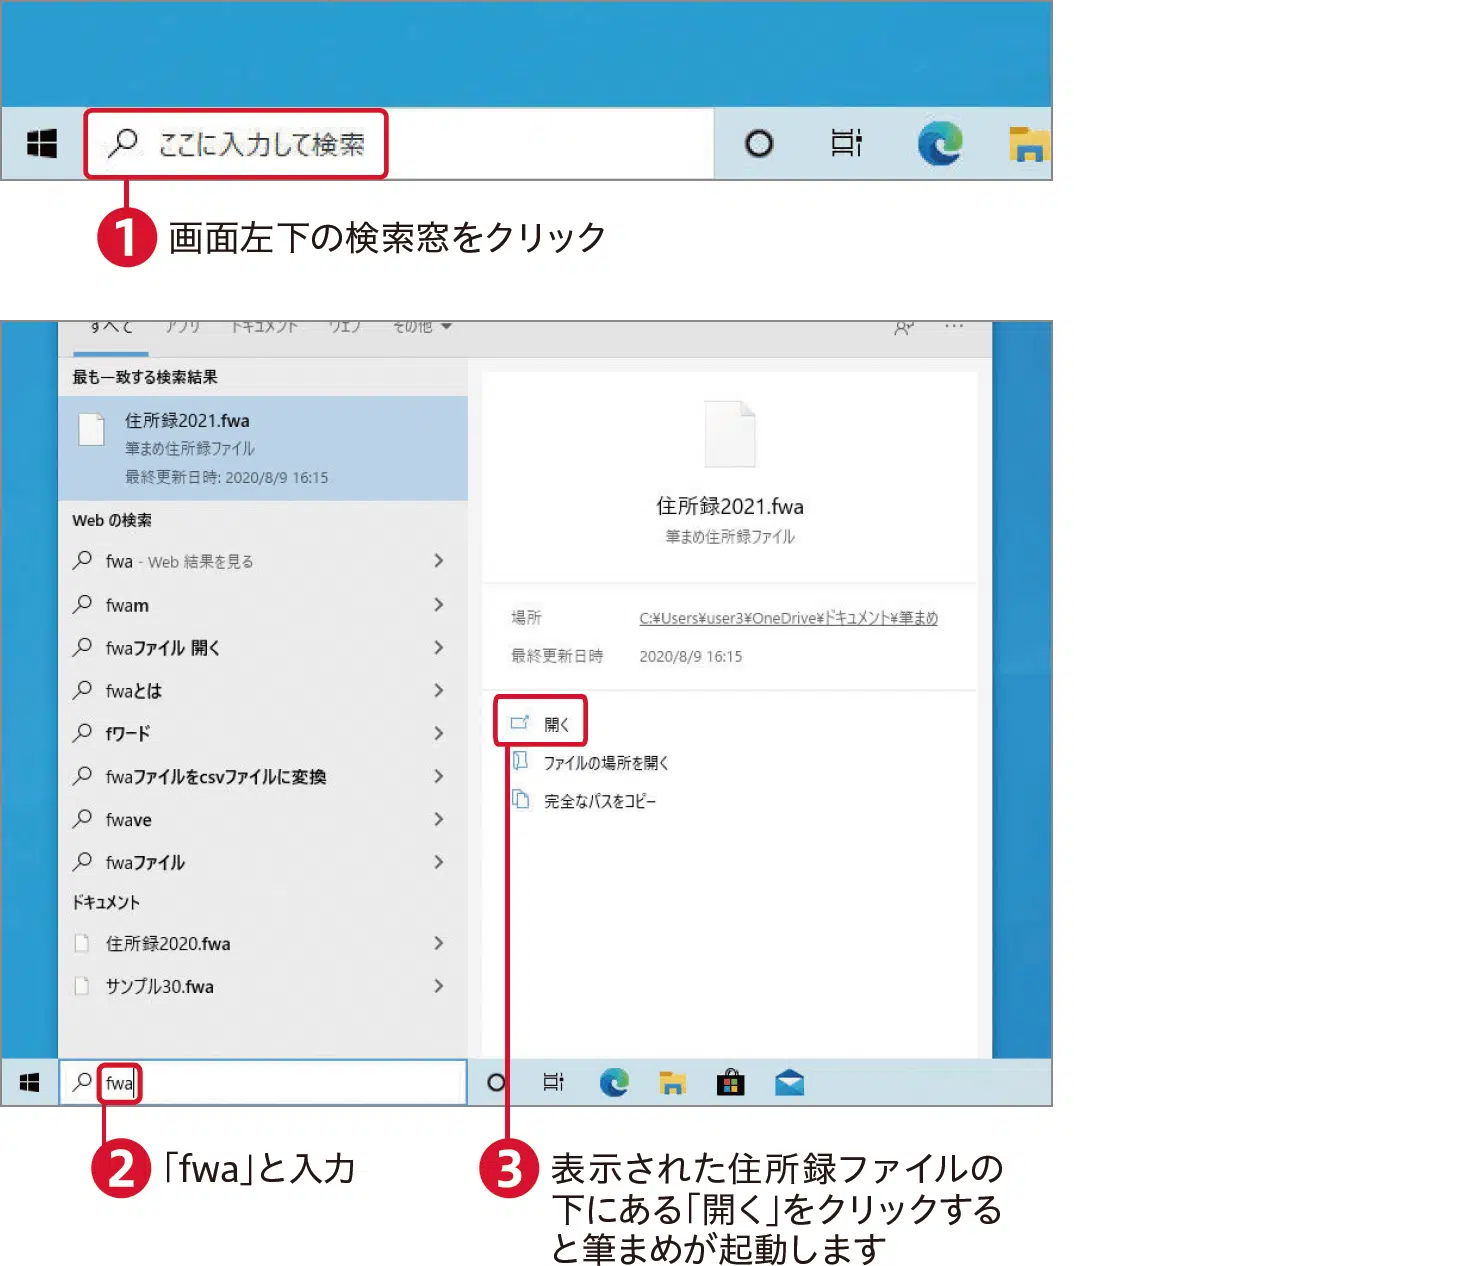 ここに入力して検索
1 画面左下の検索窓をクリック
すべて アプリ ドキュメント ウェブ その他
最も一致する検索結果
住所録2021.fwa
筆まめ住所録ファイル
最終更新日時: 2020/8/9 16:15
Web の検索
fwa - Web 結果を見る
fwam
fwaファイル 開く
fwaとは
fワード
fwaファイルをcsvファイルに変換
fwave
fwaファイル
ドキュメント
住所録2020.fwa
サンプル30.fwa
住所録2021.fwa
筆まめ住所録ファイル
場所 C:¥Users¥user3¥OneDrive¥ドキュメント¥筆まめ
最終更新日時 2020/8/9 16:15
開く
ファイルの場所を開く
完全なパスをコピー
fwa
2 「fwa」と入力
3 表示された住所録ファイルの
下にある「開く」をクリックする
と筆まめが起動します